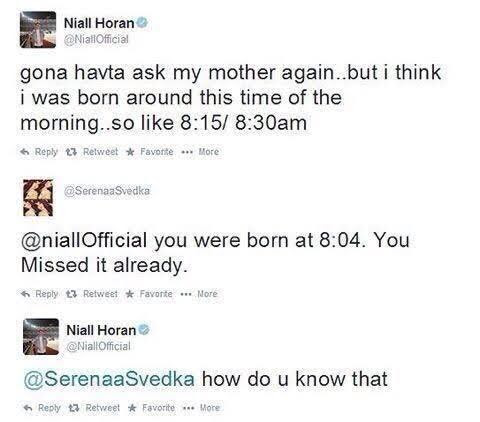 Niall Horan
@NiallOfficial
gona havta ask my mother again..but i think
i was born around this time of the
morning..so like 8:15/ 8:30am
Reply Retweet Favorite ••• More
@SerenaaSvedka
@niallOfficial you were born at 8:04. You
Missed it already.
Reply Retweet Favorite ••• More
Niall Horan
@NiallOfficial
@SerenaaSvedka how do u know that
Reply Retweet Favorite ••• More